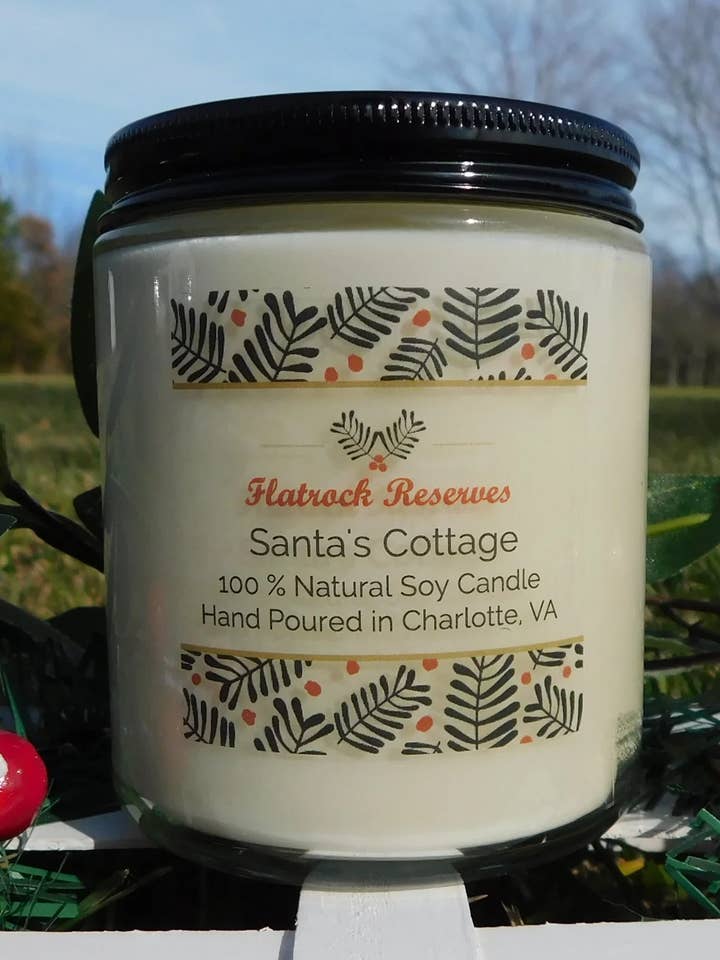 Flatrock Reserves
Santa's Cottage
100 % Natural Soy Candle
Hand Poured in Charlotte, VA